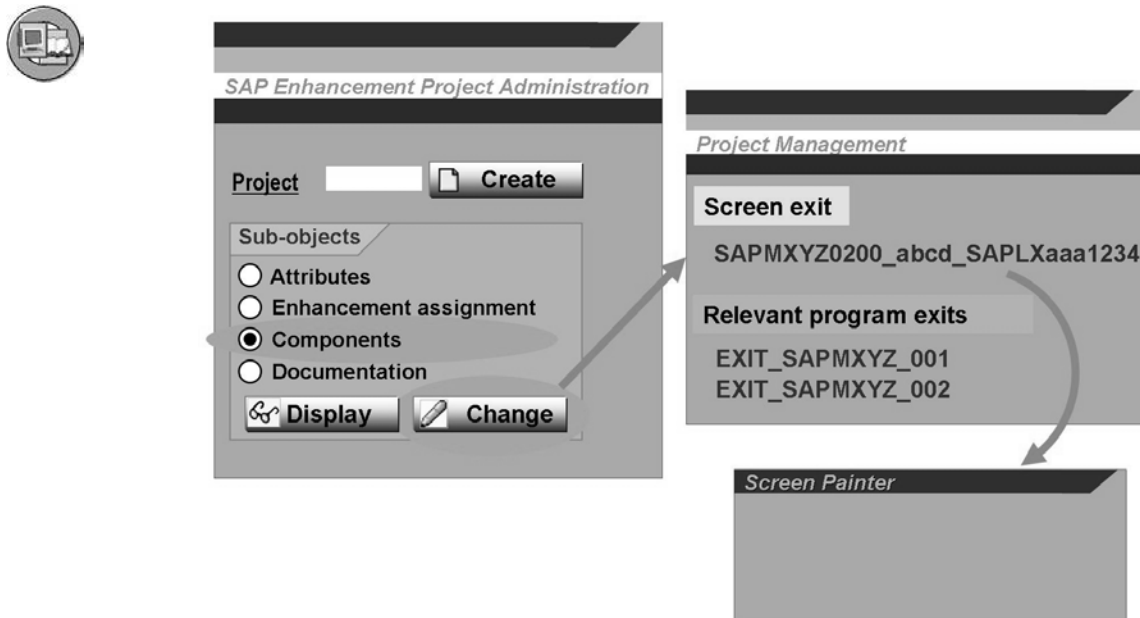 SAP Enhancement Project Administration
Project
Create
Sub-objects
Attributes
Enhancement assignment
Components
Documentation
Display
Change
Project Management
Screen exit
SAPMXYZ0200_abcd_SAPLXaaa1234
Relevant program exits
EXIT_SAPMXYZ_001
EXIT_SAPMXYZ_002
Screen Painter